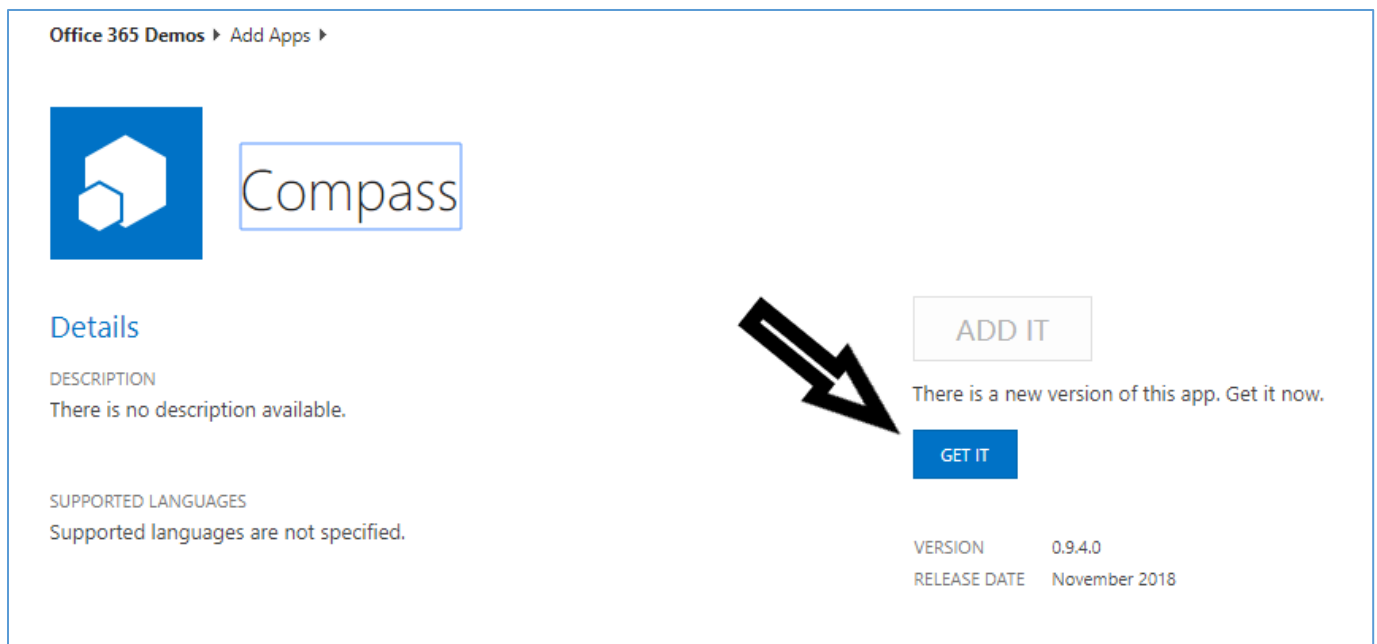 Office 365 Demos ▸ Add Apps ▸
Compass
Details
DESCRIPTION
There is no description available.
SUPPORTED LANGUAGES
Supported languages are not specified.
ADD IT
There is a new version of this app. Get it now.
GET IT
VERSION 0.9.4.0
RELEASE DATE November 2018